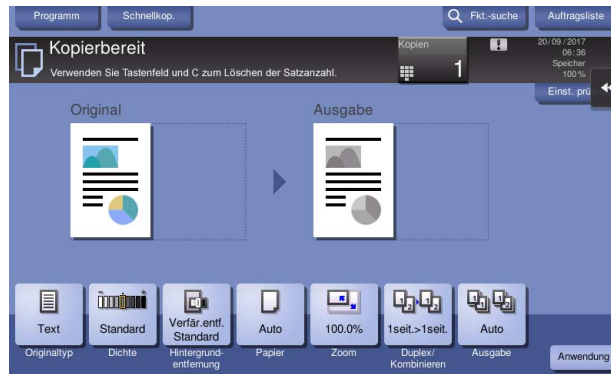 Programm
Schnellkop.
Fkt.-suche
Auftragsliste
Kopierbereit
Verwenden Sie Tastenfeld und C zum Löschen der Satzanzahl.
Kopien
1
20/09/2017
06:36
Speicher
100%
Einst. prü
Original
Ausgabe
Text
Standard
Verfär.entf.
Standard
Auto
100.0%
1seit.>1seit.
Auto
Originaltyp
Dichte
Hintergrund-
entfernung
Papier
Zoom
Duplex/
Kombinieren
Ausgabe
Anwendung